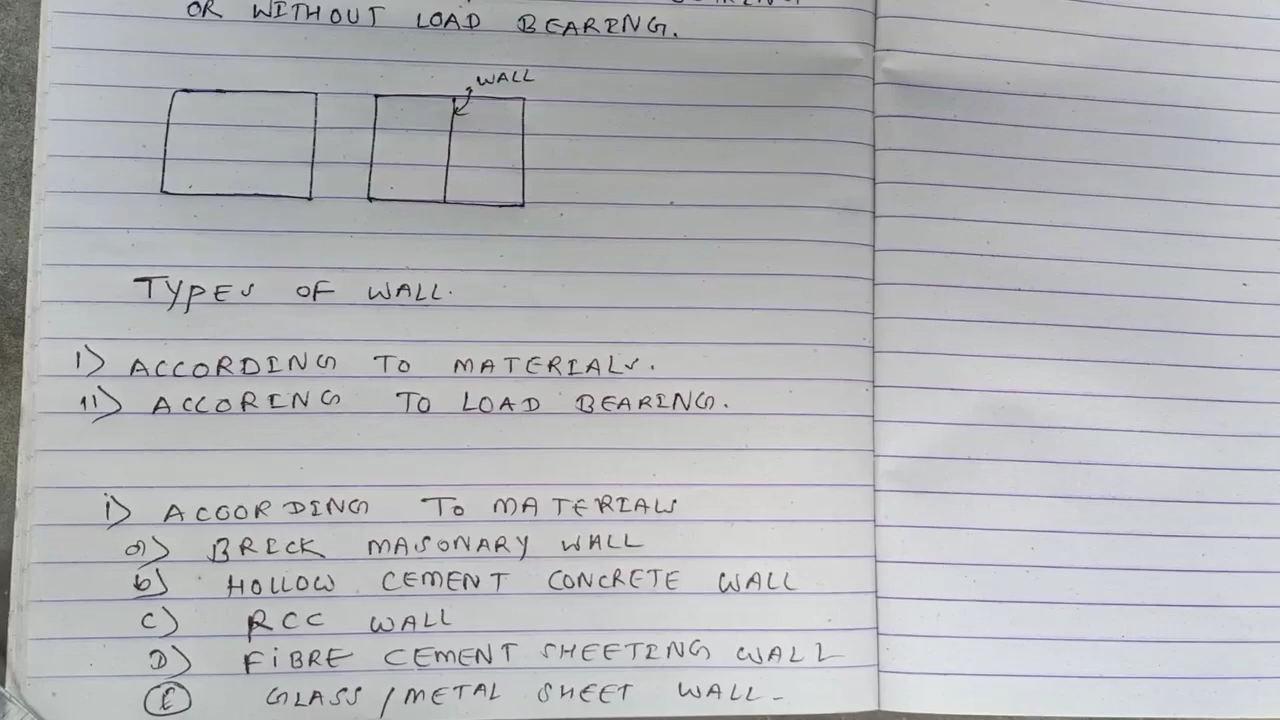 OR WITHOUT LOAD BEARING.
WALL
TYPES OF WALL.
I) ACCORDING TO MATERIALS.
II) ACCORING TO LOAD BEARING.
i) ACOORDING TO MATERIALS
a) BRICK MASONARY WALL
b) HOLLOW CEMENT CONCRETE WALL
C) RCC WALL
D) FIBRE CEMENT SHEETING WALL
E GLASS/METAL SHEET WALL-